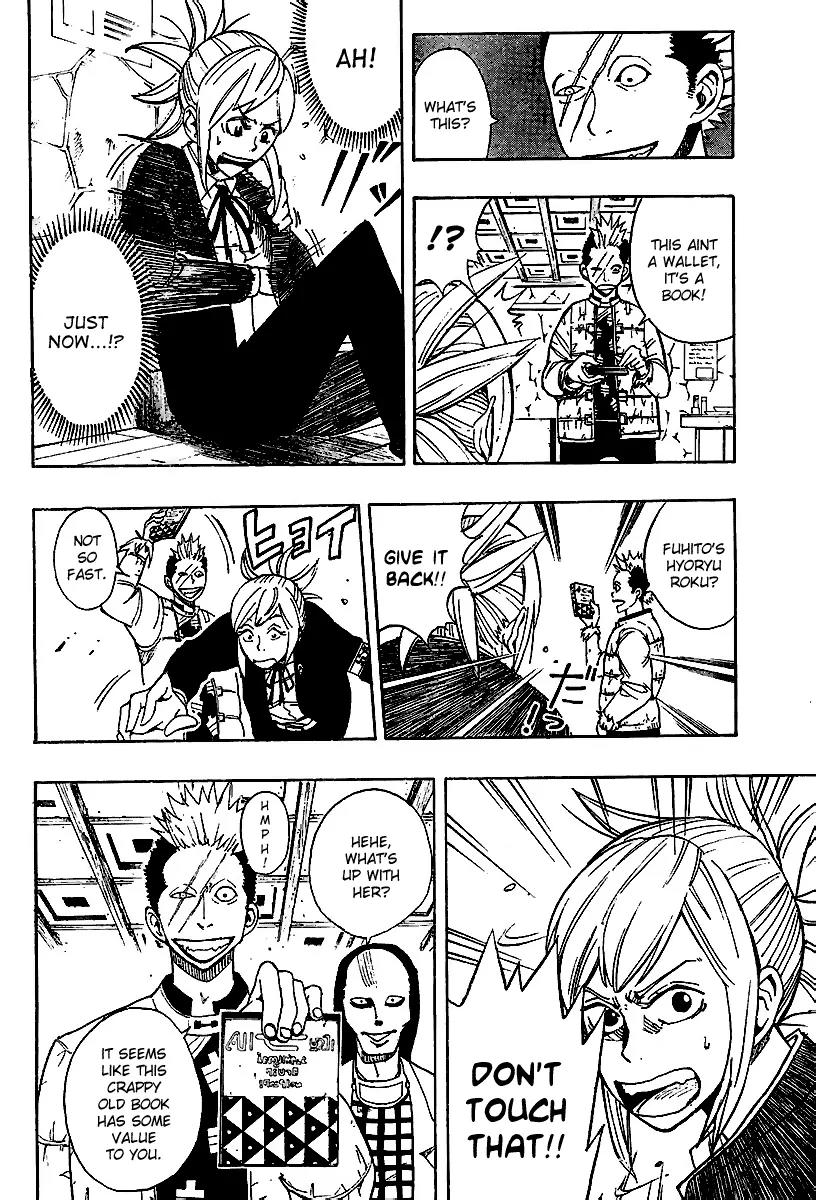 WHAT'S
THIS?
AH!
JUST
NOW...!?
THIS AINT
A WALLET,
IT'S A
BOOK!
!?
FUHITO'S
HYORYU
ROKU?
GIVE IT
BACK!!
だっ!
ヒョイ
NOT
SO
FAST.
DON'T
TOUCH
THAT!!
HEHE,
WHAT'S
UP WITH
HER?
HMPH!
IT SEEMS
LIKE THIS
CRAPPY
OLD BOOK
HAS SOME
VALUE
TO YOU.